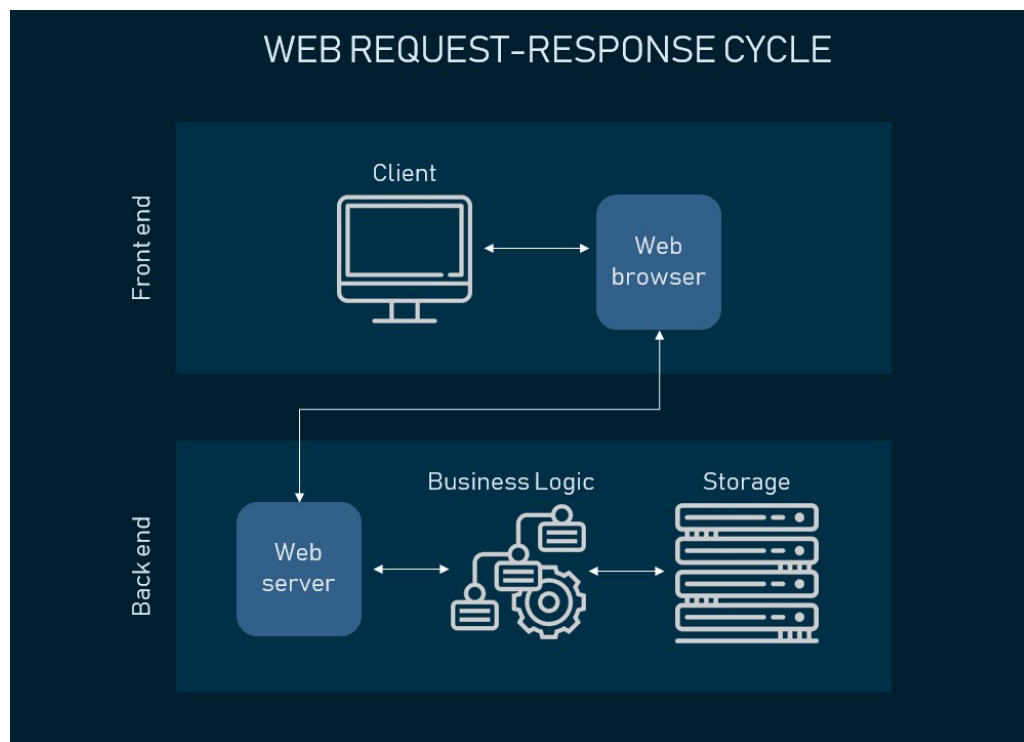 WEB REQUEST-RESPONSE CYCLE
Front end
Client
Web
browser
Back end
Business Logic
Storage
Web
server